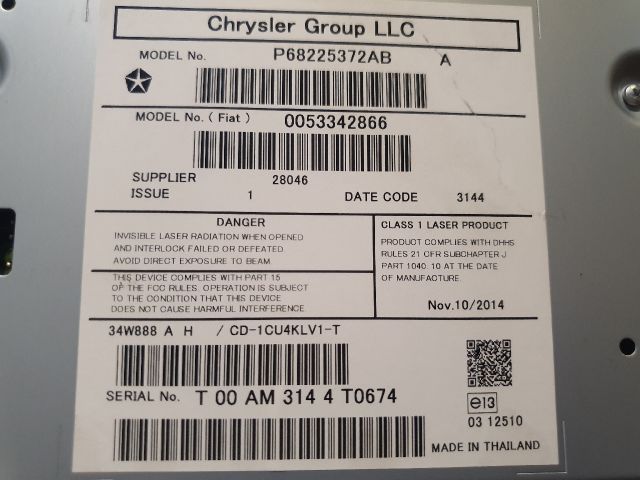 Chrysler Group LLC
MODEL No. P68225372AB A
MODEL No. (Fiat) 0053342866
SUPPLIER 28046
ISSUE 1 DATE CODE 3144
DANGER
INVISIBLE LASER RADIATION WHEN OPENED
AND INTERLOCK FAILED OR DEFEATED.
AVOID DIRECT EXPOSURE TO BEAM.
THIS DEVICE COMPLIES WITH PART 15
OF THE FCC RULES. OPERATION IS SUBJECT
TO THE CONDITION THAT THIS DEVICE
DOES NOT CAUSE HARMFUL INTERFERENCE.
CLASS 1 LASER PRODUCT
PRODUCT COMPLIES WITH DHHS
RULES 21 CFR SUBCHAPTER J
PART 1040. 10 AT THE DATE
OF MANUFACTURE.
Nov.10/2014
34W888 A H / CD-1CU4KLV1-T
SERIAL No. T 00 AM 314 4 T0674
e13
03 12510
MADE IN THAILAND